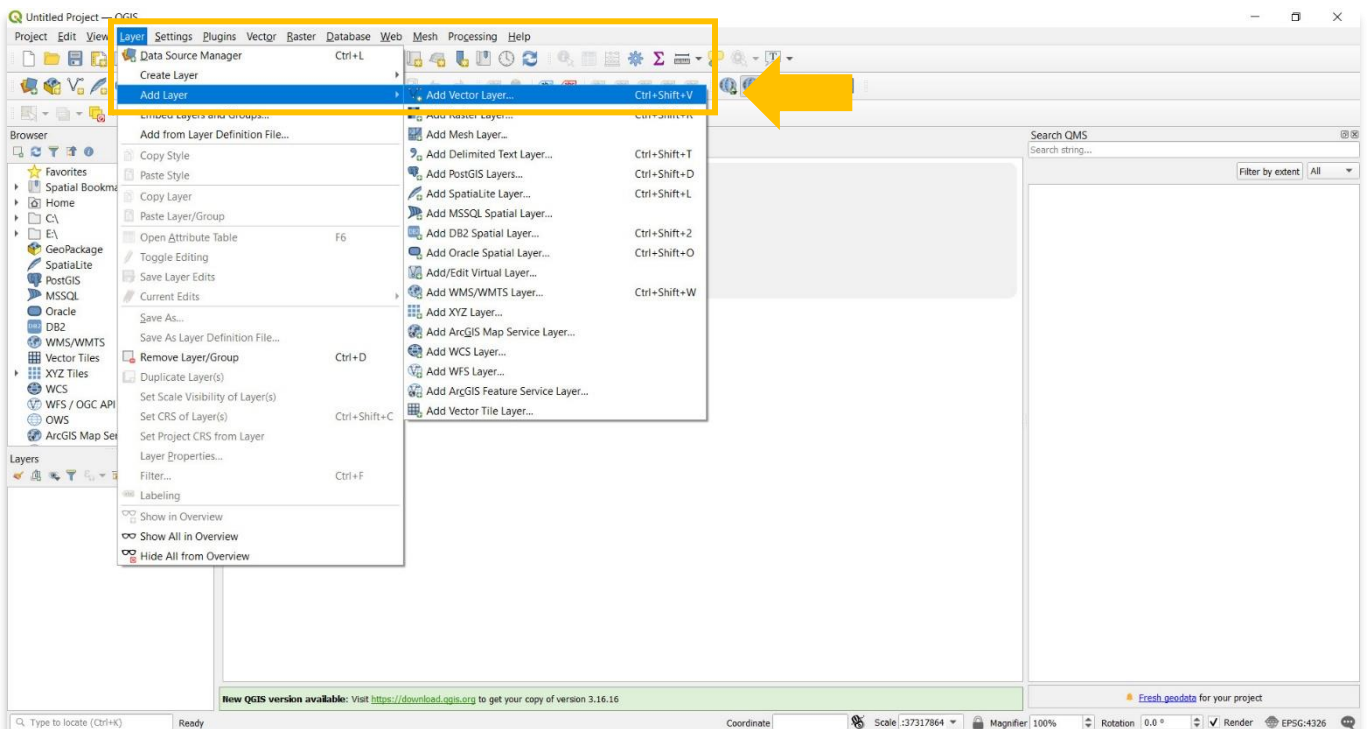 Untitled Project — QGIS
Project Edit View Layer Settings Plugins Vector Raster Database Web Mesh Processing Help
Data Source Manager Ctrl+L
Create Layer
Add Layer
Embed Layers and Groups...
Add from Layer Definition File...
Copy Style
Paste Style
Copy Layer
Paste Layer/Group
Open Attribute Table F6
Toggle Editing
Save Layer Edits
Current Edits
Save As...
Save As Layer Definition File...
Remove Layer/Group Ctrl+D
Duplicate Layer(s)
Set Scale Visibility of Layer(s)
Set CRS of Layer(s) Ctrl+Shift+C
Set Project CRS from Layer
Layer Properties...
Filter... Ctrl+F
Labeling
Show in Overview
Show All in Overview
Hide All from Overview
Add Vector Layer... Ctrl+Shift+V
Add Raster Layer... Ctrl+Shift+R
Add Mesh Layer...
Add Delimited Text Layer... Ctrl+Shift+T
Add PostGIS Layers... Ctrl+Shift+D
Add SpatiaLite Layer... Ctrl+Shift+L
Add MSSQL Spatial Layer...
Add DB2 Spatial Layer... Ctrl+Shift+2
Add Oracle Spatial Layer... Ctrl+Shift+O
Add/Edit Virtual Layer...
Add WMS/WMTS Layer... Ctrl+Shift+W
Add XYZ Layer...
Add ArcGIS Map Service Layer...
Add WCS Layer...
Add WFS Layer...
Add ArcGIS Feature Service Layer...
Add Vector Tile Layer...
Browser
Favorites
Spatial Bookma
Home
C:\
E:\
GeoPackage
SpatiaLite
PostGIS
MSSQL
Oracle
DB2
WMS/WMTS
Vector Tiles
XYZ Tiles
WCS
WFS / OGC API
OWS
ArcGIS Map Ser
Layers
Search QMS
Search string...
Filter by extent All
New QGIS version available: Visit https://download.qgis.org to get your copy of version 3.16.16
Fresh geodata for your project
Type to locate (Ctrl+K) Ready Coordinate Scale :37317864 Magnifier 100% Rotation 0.0 ° Render EPSG:4326